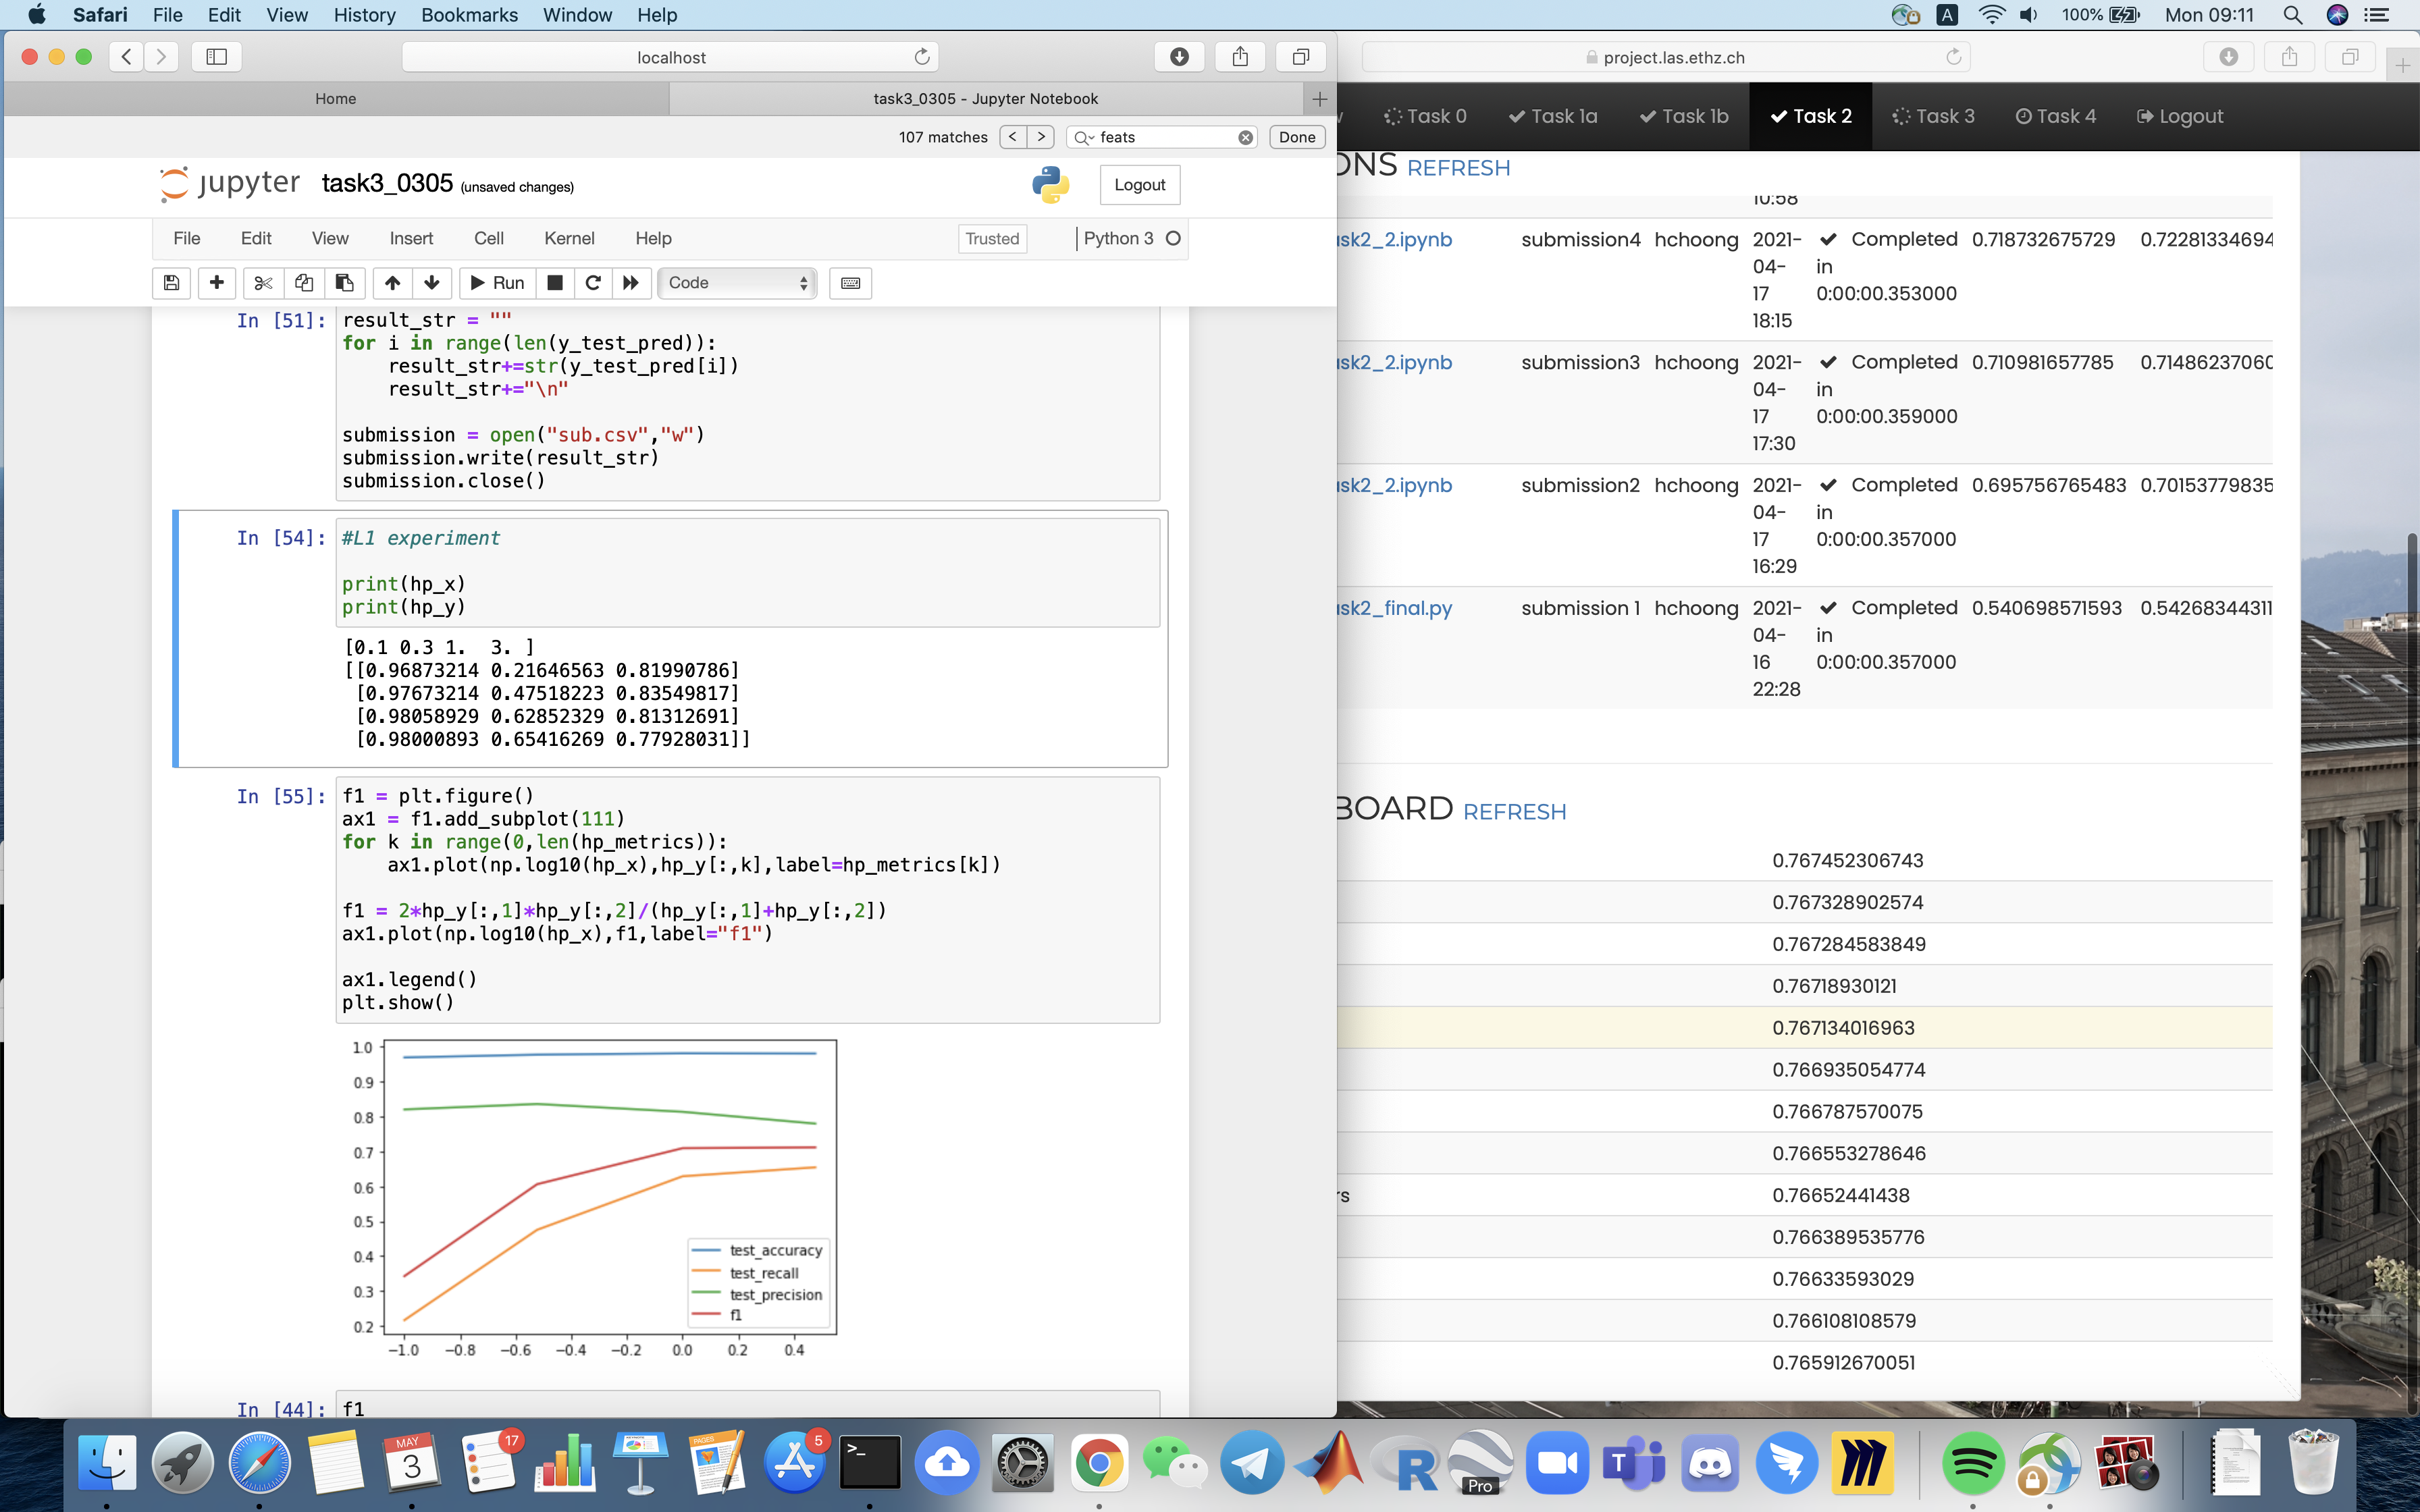 Safari File Edit View History Bookmarks Window Help
A 100% Mon 09:11
localhost
Home
task3_0305 - Jupyter Notebook
107 matches feats Done
jupyter task3_0305 (unsaved changes) Logout
File Edit View Insert Cell Kernel Help Trusted Python 3
Run Code
In [51]: result_str = ""
for i in range(len(y_test_pred)):
result_str+=str(y_test_pred[i])
result_str+="\n"
submission = open("sub.csv","w")
submission.write(result_str)
submission.close()
In [54]: #L1 experiment
print(hp_x)
print(hp_y)
[0.1 0.3 1.  3. ]
[[0.96873214 0.21646563 0.81990786]
[0.97673214 0.47518223 0.83549817]
[0.98058929 0.62852329 0.81312691]
[0.98000893 0.65416269 0.77928031]]
In [55]: f1 = plt.figure()
ax1 = f1.add_subplot(111)
for k in range(0,len(hp_metrics)):
ax1.plot(np.log10(hp_x),hp_y[:,k],label=hp_metrics[k])
f1 = 2*hp_y[:,1]*hp_y[:,2]/(hp_y[:,1]+hp_y[:,2])
ax1.plot(np.log10(hp_x),f1,label="f1")
ax1.legend()
plt.show()
1.0
0.9
0.8
0.7
0.6
0.5
0.4
0.3
0.2
−1.0 −0.8 −0.6 −0.4 −0.2 0.0 0.2 0.4
test_accuracy
test_recall
test_precision
f1
In [44]: f1
project.las.ethz.ch
Task 0 Task 1a Task 1b Task 2 Task 3 Task 4 Logout
ONS REFRESH
10:58
ask2_2.ipynb submission4 hchoong 2021- Completed 0.718732675729 0.72281334694
04- in
17 0:00:00.353000
18:15
ask2_2.ipynb submission3 hchoong 2021- Completed 0.710981657785 0.71486237060
04- in
17 0:00:00.359000
17:30
ask2_2.ipynb submission2 hchoong 2021- Completed 0.695756765483 0.70153779835
04- in
17 0:00:00.357000
16:29
ask2_final.py submission 1 hchoong 2021- Completed 0.540698571593 0.54268344311
04- in
16 0:00:00.357000
22:28
BOARD REFRESH
0.767452306743
0.767328902574
0.767284583849
0.76718930121
0.767134016963
0.766935054774
0.766787570075
0.766553278646
rs 0.76652441438
0.766389535776
0.76633593029
0.766108108579
0.765912670051
MAY
3
17
PAGES
5
>_
R
Pro
T